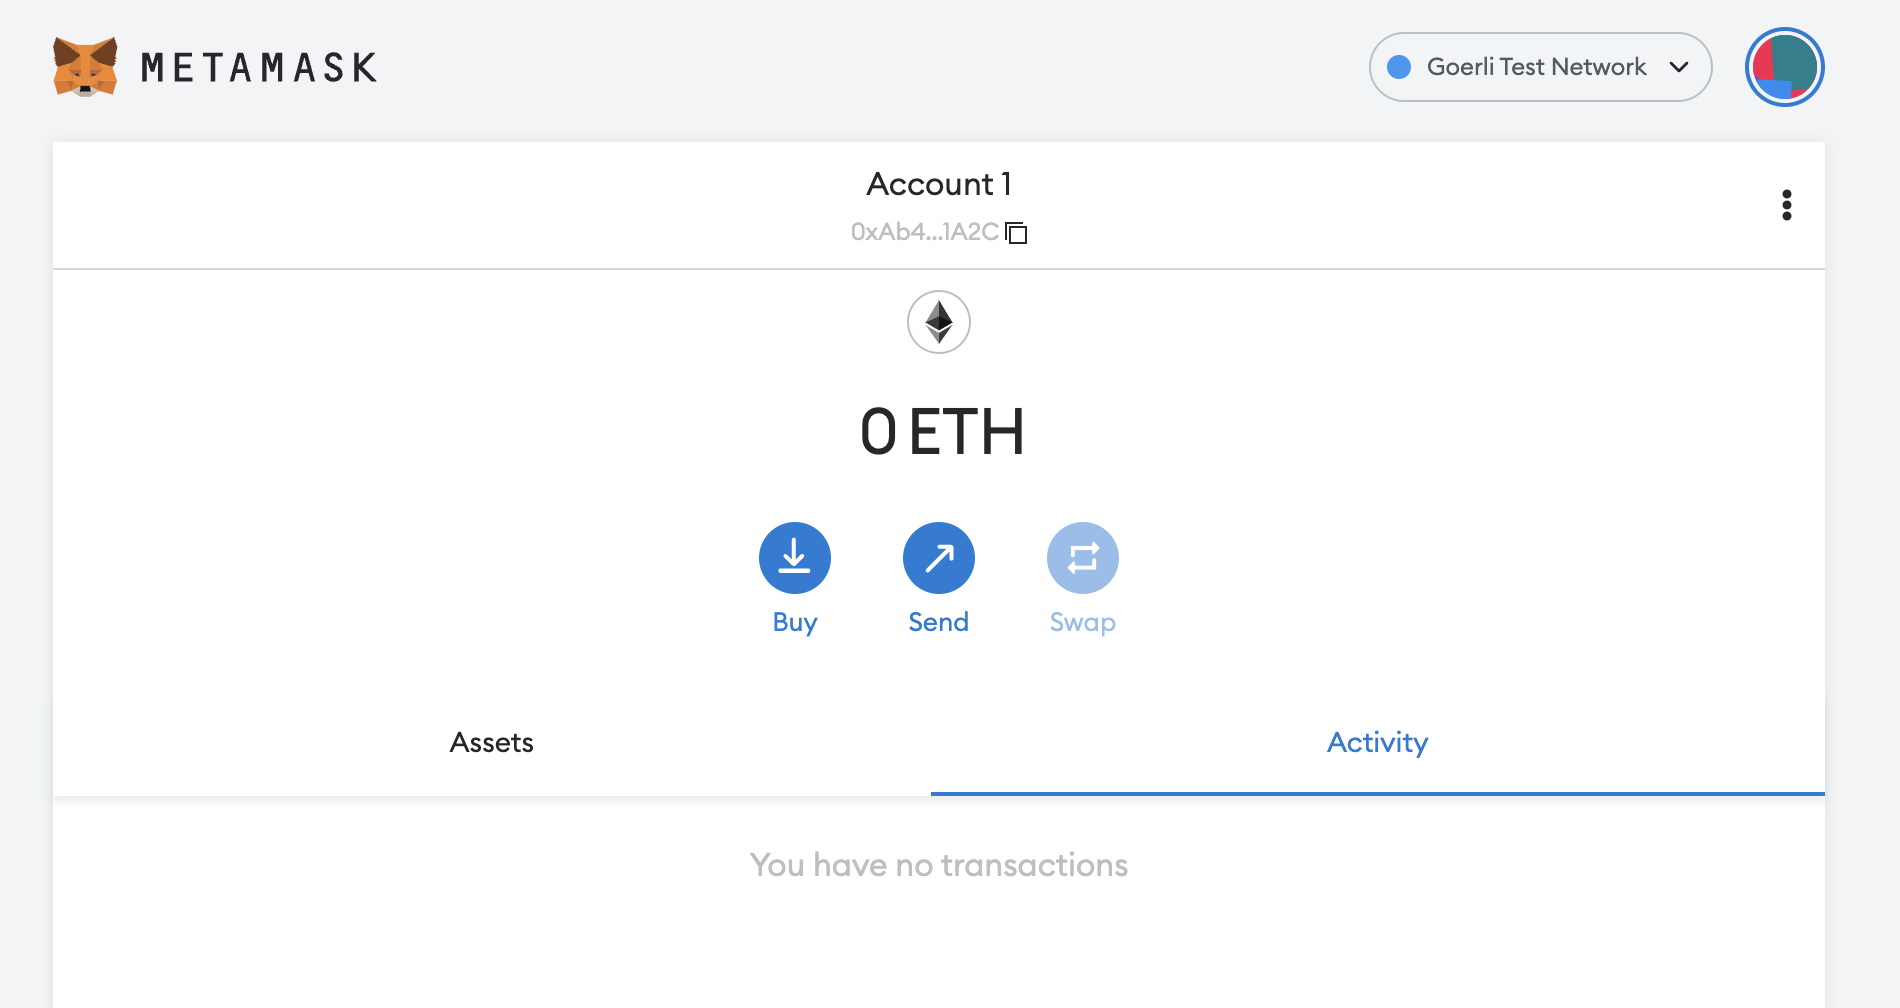 METAMASK
Goerli Test Network
Account 1
0xAb4...1A2C
0 ETH
Buy
Send
Swap
Assets
Activity
You have no transactions